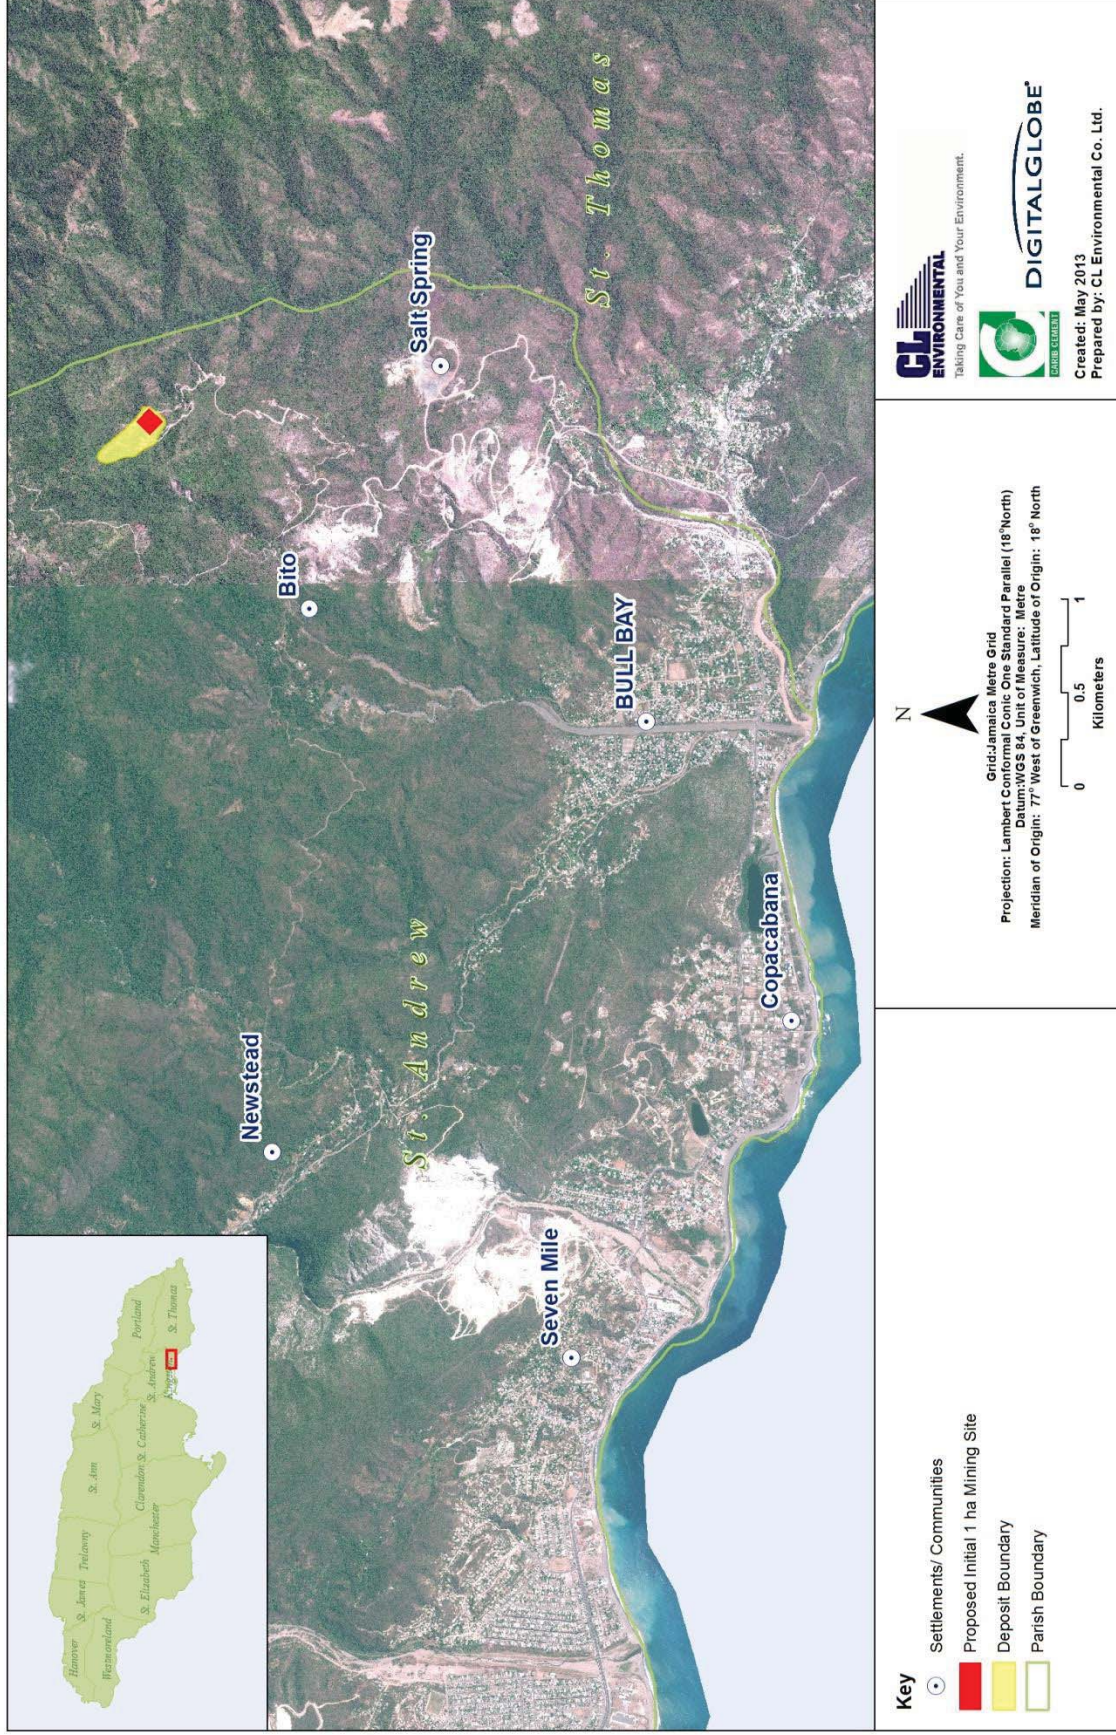 Hanover
St. James
Trelawny
St. Ann
St. Mary
Portland
Westmoreland
St. Elizabeth
Manchester
Clarendon
St. Catherine
St. Andrew
St. Thomas
Newstead
Bito
Salt Spring
St. Andrew
St. Thomas
Seven Mile
BULL BAY
Copacabana
Key
Settlements/ Communities
Proposed Initial 1 ha Mining Site
Deposit Boundary
Parish Boundary
N
Grid:Jamaica Metre Grid
Projection: Lambert Conformal Conic One Standard Parallel (18°North)
Datum:WGS 84, Unit of Measure: Metre
Meridian of Origin: 77° West of Greenwich, Latitude of Origin: 18° North
0 0.5 1
Kilometers
CL
ENVIRONMENTAL
Taking Care of You and Your Environment.
CARIB CEMENT
DIGITALGLOBE®
Created: May 2013
Prepared by: CL Environmental Co. Ltd.